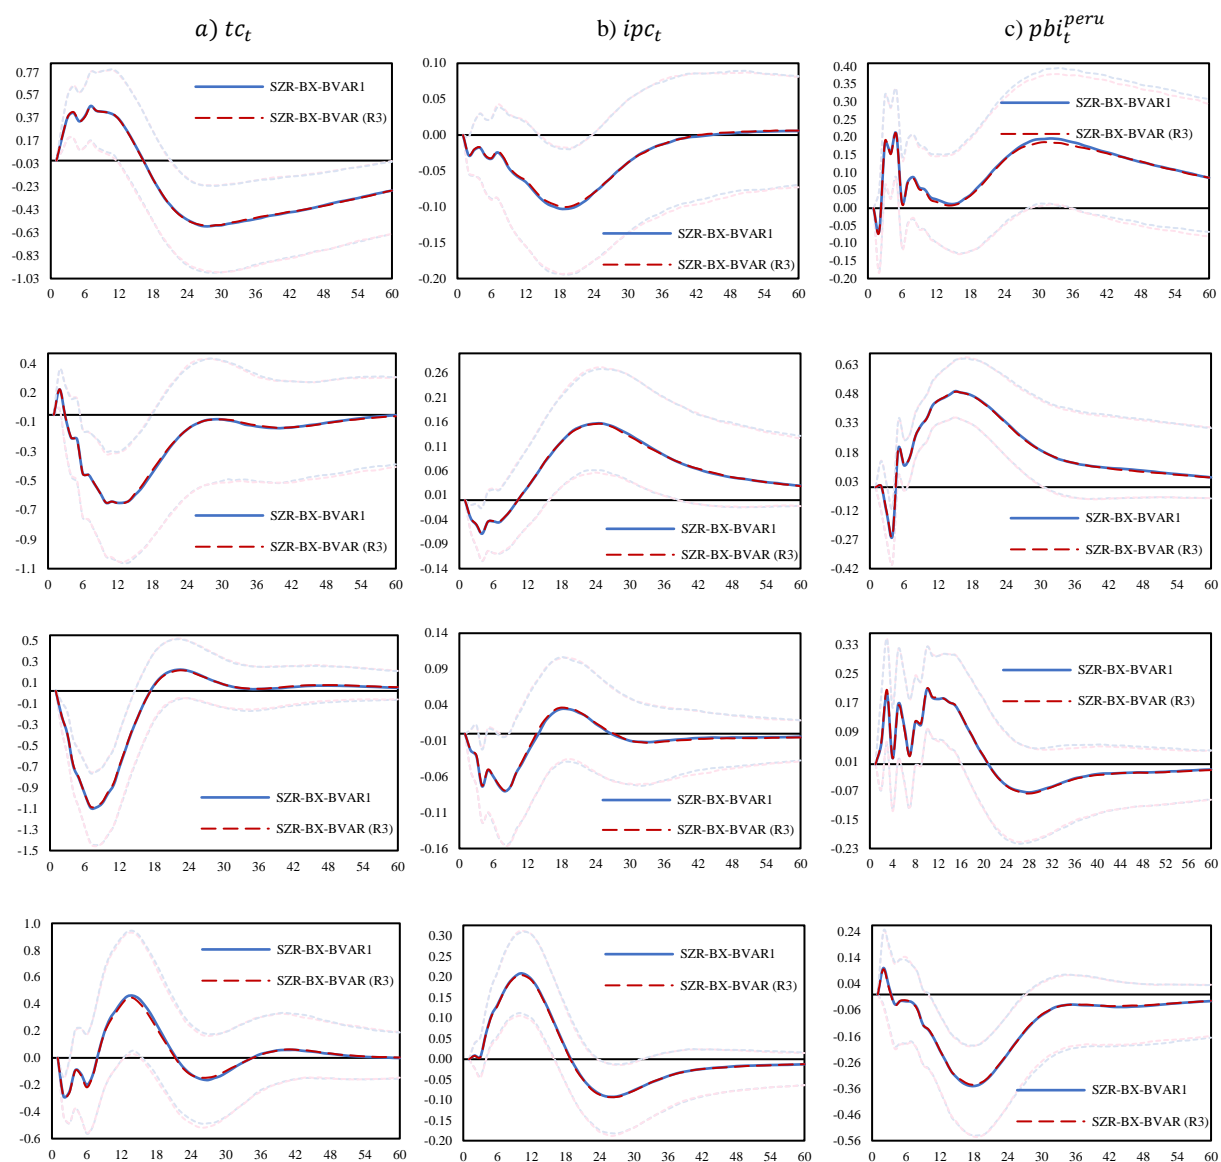 a) tc_t
b) ipc_t
c) pbi_t^peru
0.77
0.57
0.37
0.17
-0.03
-0.23
-0.43
-0.63
-0.83
-1.03
SZR-BX-BVAR1
SZR-BX-BVAR (R3)
0 6 12 18 24 30 36 42 48 54 60
0.10
0.05
0.00
-0.05
-0.10
-0.15
-0.20
SZR-BX-BVAR1
SZR-BX-BVAR (R3)
0 6 12 18 24 30 36 42 48 54 60
0.40
0.35
0.30
0.25
0.20
0.15
0.10
0.05
0.00
-0.05
-0.10
-0.15
-0.20
SZR-BX-BVAR1
SZR-BX-BVAR (R3)
0 6 12 18 24 30 36 42 48 54 60
0.4
0.2
-0.1
-0.3
-0.5
-0.7
-0.9
-1.1
SZR-BX-BVAR1
SZR-BX-BVAR (R3)
0 6 12 18 24 30 36 42 48 54 60
0.26
0.16
0.06
0.01
-0.04
-0.09
-0.14
SZR-BX-BVAR1
SZR-BX-BVAR (R3)
0 6 12 18 24 30 36 42 48 54 60
0.63
0.48
0.33
0.18
0.03
-0.12
-0.27
-0.42
SZR-BX-BVAR1
SZR-BX-BVAR (R3)
0 6 12 18 24 30 36 42 48 54 60
0.5
0.3
0.1
-0.1
-0.3
-0.5
-0.7
-0.9
-1.1
-1.3
-1.5
SZR-BX-BVAR1
SZR-BX-BVAR (R3)
0 6 12 18 24 30 36 42 48 54 60
0.14
0.09
0.04
-0.01
-0.06
-0.11
-0.16
SZR-BX-BVAR1
SZR-BX-BVAR (R3)
0 6 12 18 24 30 36 42 48 54 60
0.33
0.25
0.17
0.09
0.01
-0.07
-0.15
-0.23
SZR-BX-BVAR1
SZR-BX-BVAR (R3)
0 4 8 12 16 20 24 28 32 36 40 44 48 52 56 60
1.0
0.8
0.6
0.4
0.2
0.0
-0.2
-0.4
-0.6
SZR-BX-BVAR1
SZR-BX-BVAR (R3)
0 6 12 18 24 30 36 42 48 54 60
0.30
0.25
0.20
0.15
0.10
0.05
0.00
-0.05
-0.10
-0.15
-0.20
SZR-BX-BVAR1
SZR-BX-BVAR (R3)
0 6 12 18 24 30 36 42 48 54 60
0.24
0.14
0.04
-0.06
-0.16
-0.26
-0.36
-0.46
-0.56
SZR-BX-BVAR1
SZR-BX-BVAR (R3)
0 6 12 18 24 30 36 42 48 54 60